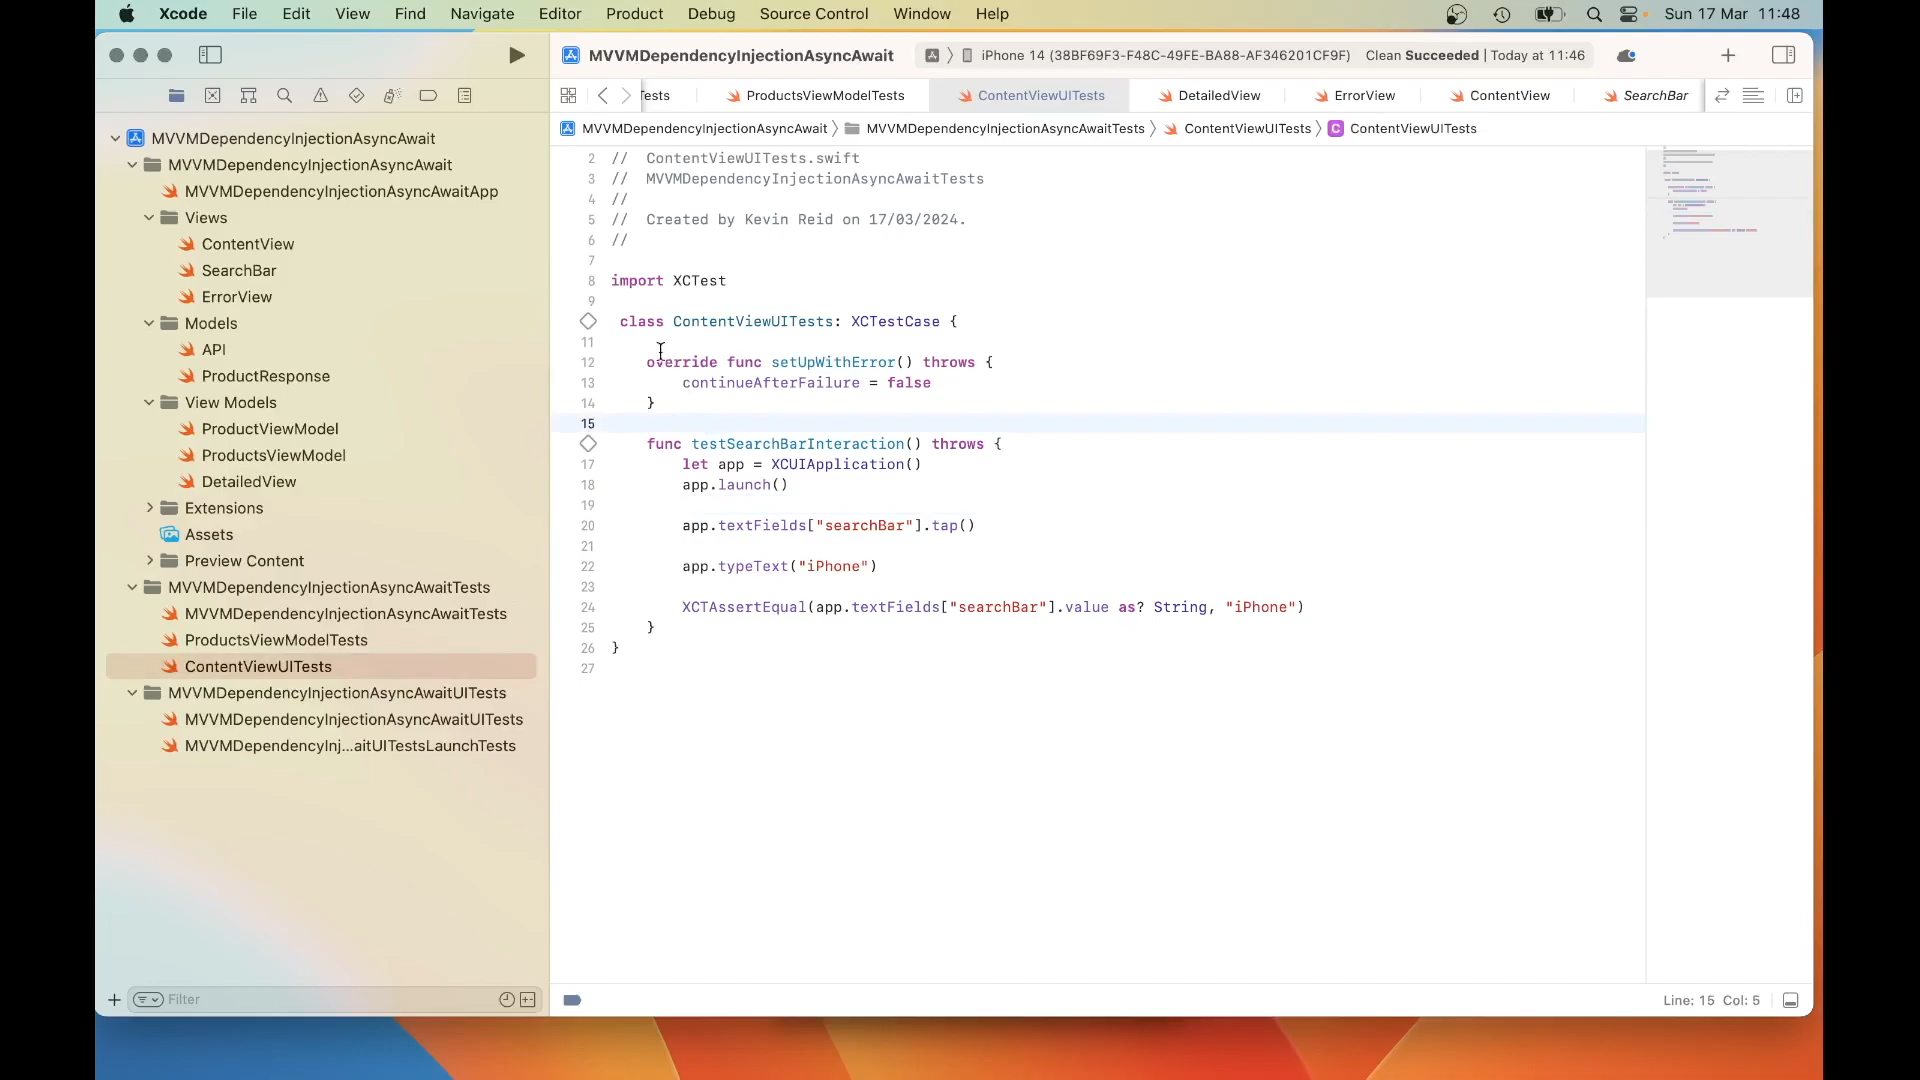 Xcode File Edit View Find Navigate Editor Product Debug Source Control Window Help Sun 17 Mar 11:48
MVVMDependencyInjectionAsyncAwait iPhone 14 (38BF69F3-F48C-49FE-BA88-AF346201CF9F) Clean Succeeded | Today at 11:46
ests ProductsViewModelTests ContentViewUITests DetailedView ErrorView ContentView SearchBar
MVVMDependencyInjectionAsyncAwait MVVMDependencyInjectionAsyncAwaitTests ContentViewUITests C ContentViewUITests
MVVMDependencyInjectionAsyncAwait
MVVMDependencyInjectionAsyncAwait
MVVMDependencyInjectionAsyncAwaitApp
Views
ContentView
SearchBar
ErrorView
Models
API
ProductResponse
View Models
ProductViewModel
ProductsViewModel
DetailedView
Extensions
Assets
Preview Content
MVVMDependencyInjectionAsyncAwaitTests
MVVMDependencyInjectionAsyncAwaitTests
ProductsViewModelTests
ContentViewUITests
MVVMDependencyInjectionAsyncAwaitUITests
MVVMDependencyInjectionAsyncAwaitUITests
MVVMDependencyInj...aitUITestsLaunchTests
Filter
2 // ContentViewUITests.swift
3 // MVVMDependencyInjectionAsyncAwaitTests
4 //
5 // Created by Kevin Reid on 17/03/2024.
6 //
7
8 import XCTest
9
class ContentViewUITests: XCTestCase {
11
12 override func setUpWithError() throws {
13 continueAfterFailure = false
14 }
15
func testSearchBarInteraction() throws {
17 let app = XCUIApplication()
18 app.launch()
19
20 app.textFields["searchBar"].tap()
21
22 app.typeText("iPhone")
23
24 XCTAssertEqual(app.textFields["searchBar"].value as? String, "iPhone")
25 }
26 }
27
Line: 15 Col: 5